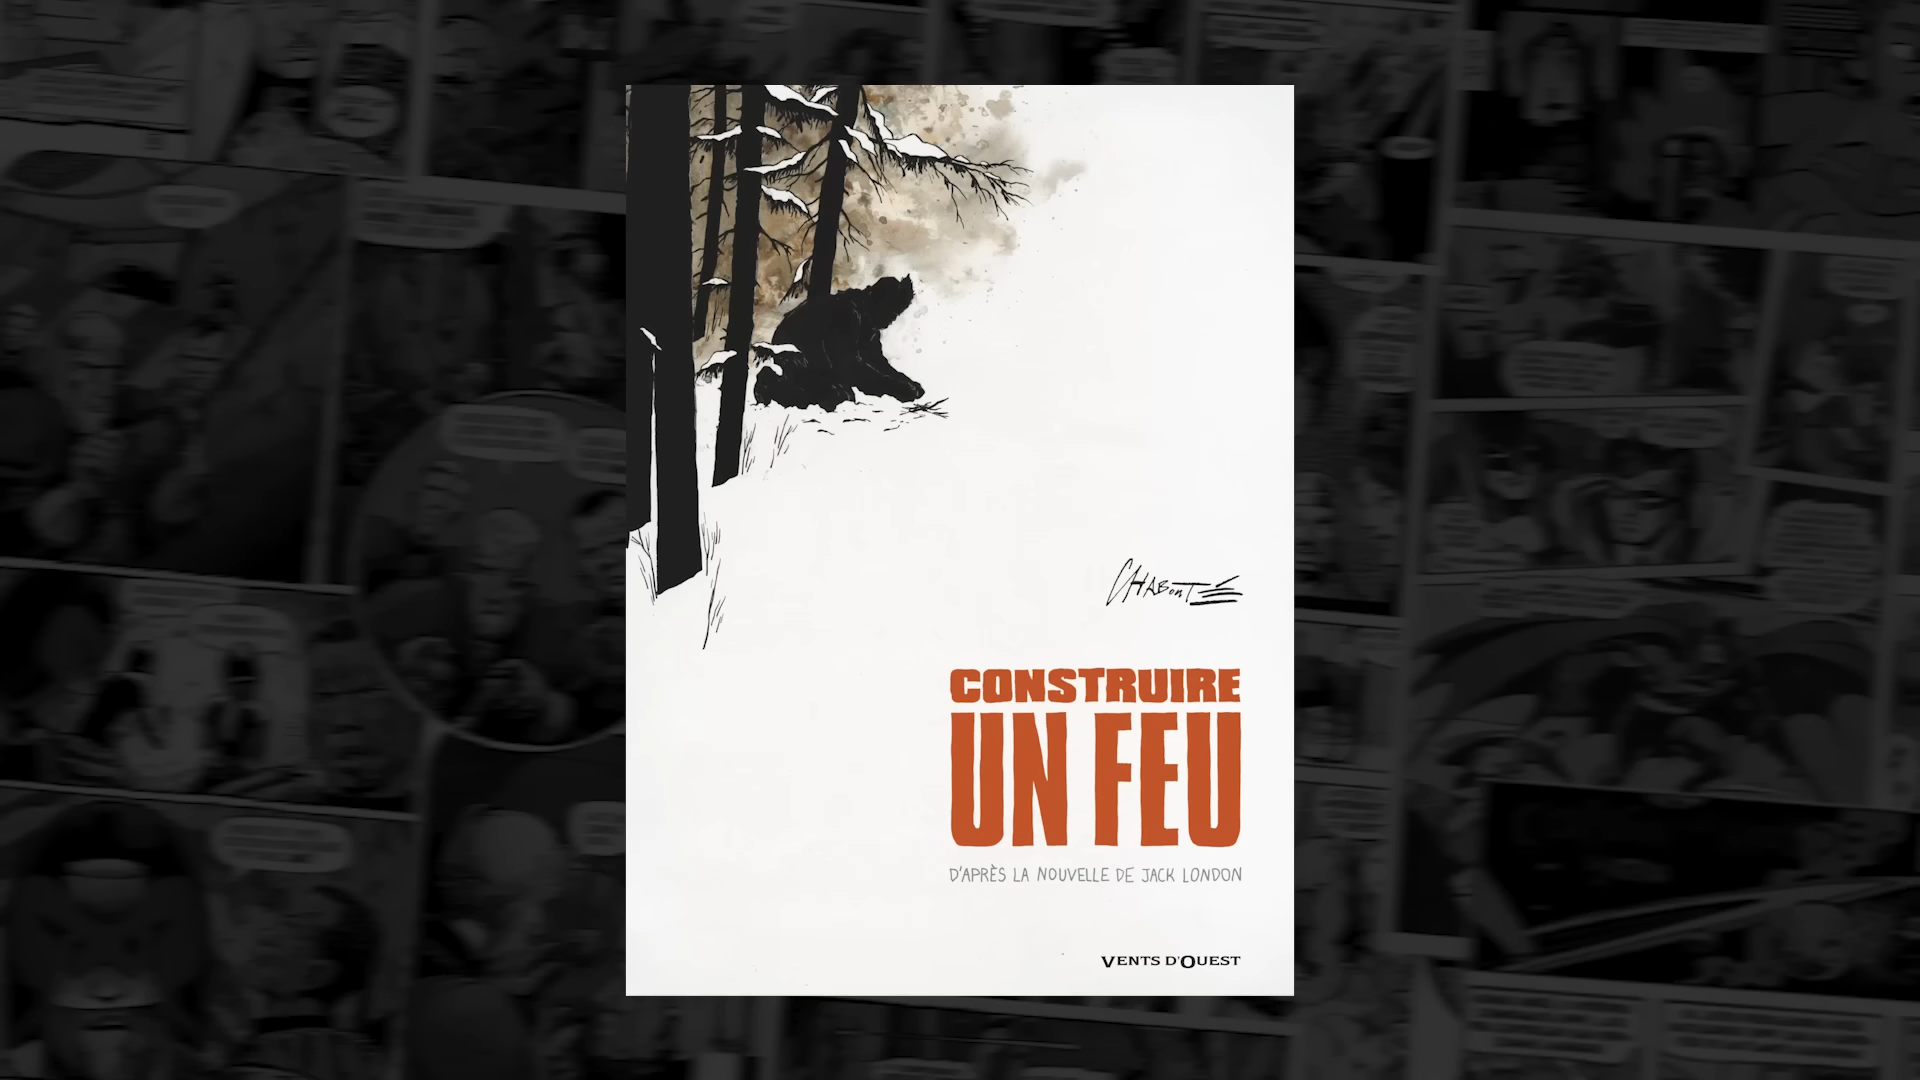 CHABOUTÉ
CONSTRUIRE
UN FEU
D'APRÈS LA NOUVELLE DE JACK LONDON
VENTS D'OUEST